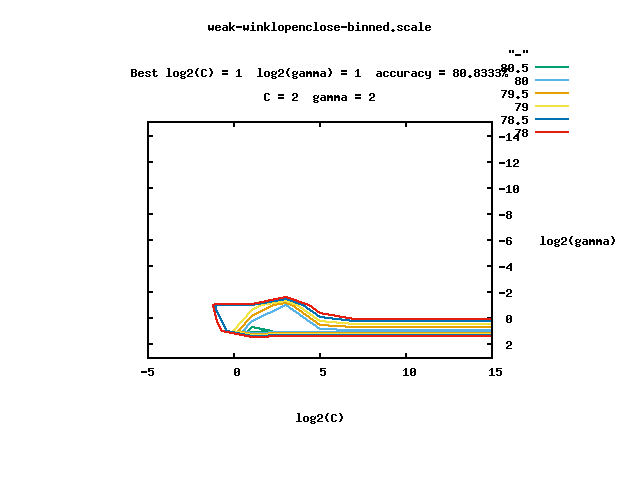 weak-winklopenclose-binned.scale
"-"
Best log2(C) = 1  log2(gamma) = 1  accuracy = 80.8333%
C = 2  gamma = 2
80.5
80
79.5
79
78.5
78
-14
-12
-10
-8
-6
-4
-2
0
2
log2(gamma)
-5 0 5 10 15
log2(C)